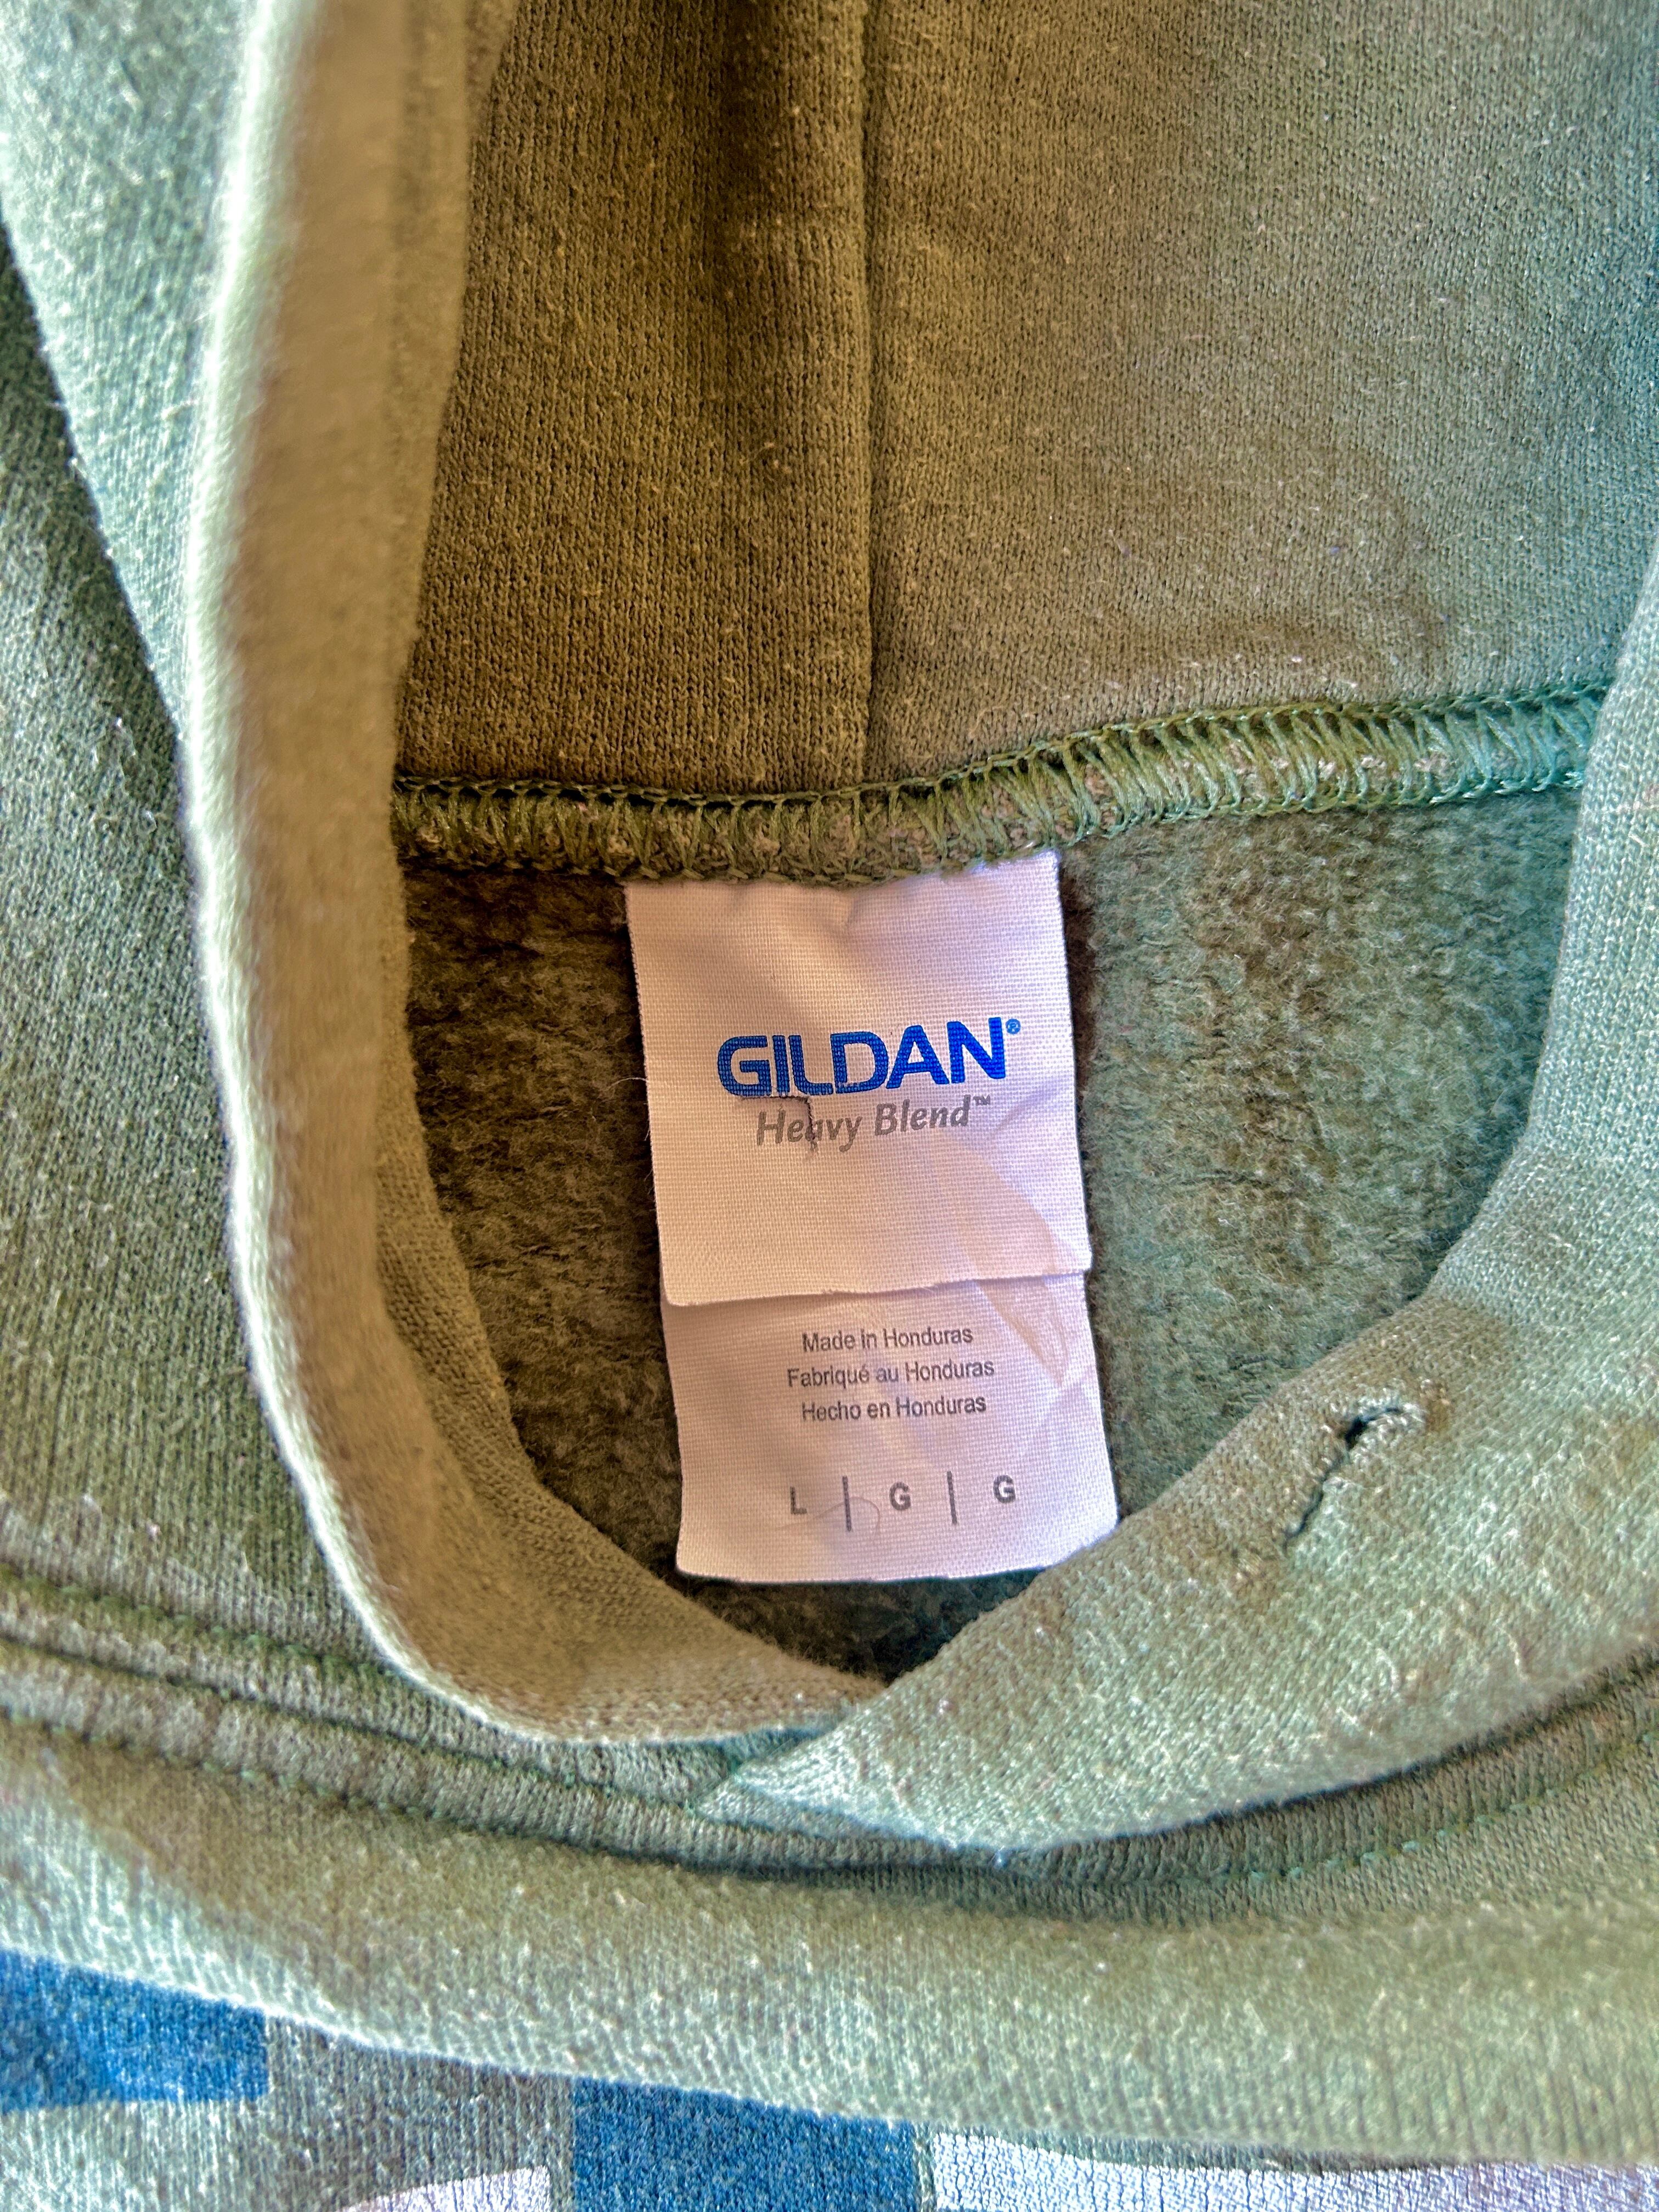 GILDAN®
Heavy Blend™
Made in Honduras
Fabriqué au Honduras
Hecho en Honduras
L | G | G